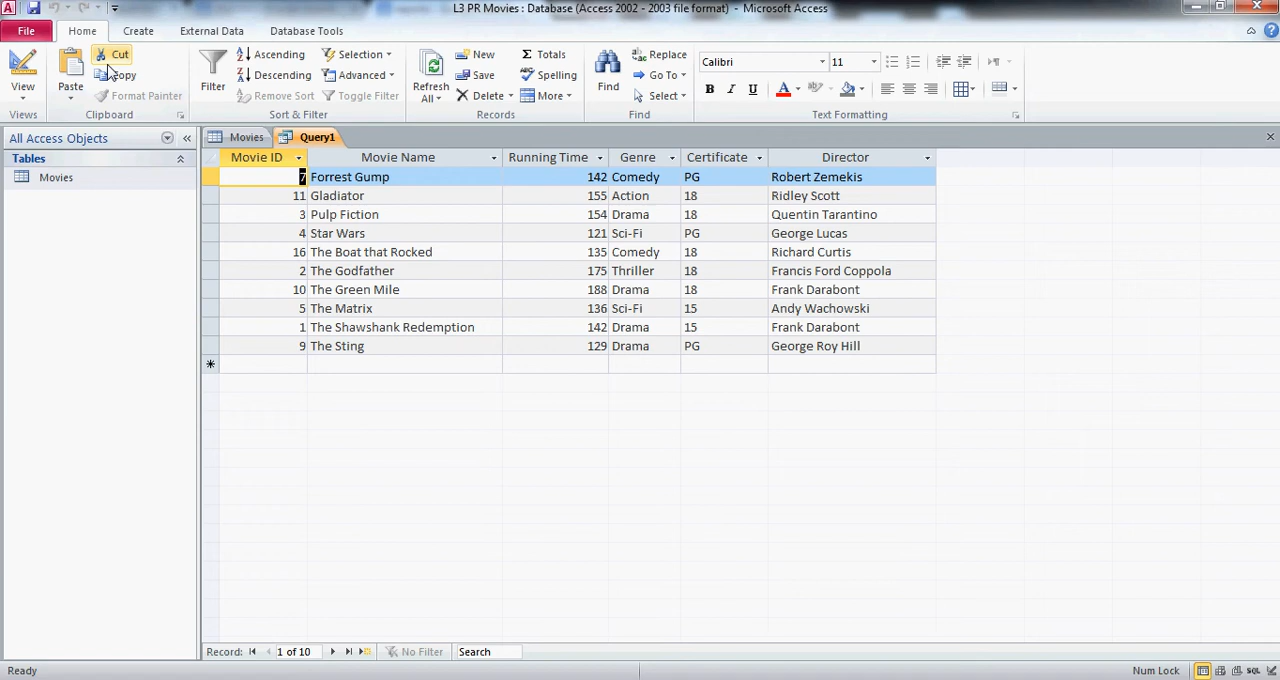 L3 PR Movies : Database (Access 2002 - 2003 file format) - Microsoft Access
File Home Create External Data Database Tools
View
Views
Paste
Cut
Copy
Format Painter
Clipboard
Filter
Ascending
Descending
Remove Sort
Selection
Advanced
Toggle Filter
Sort & Filter
Refresh All
New
Save
Delete
Totals
Spelling
More
Records
Find
Replace
Go To
Select
Find
Calibri 11
B I U A
Text Formatting
All Access Objects
Tables
Movies
Movies Query1
Movie ID Movie Name Running Time Genre Certificate Director
7 Forrest Gump 142 Comedy PG Robert Zemekis
11 Gladiator 155 Action 18 Ridley Scott
3 Pulp Fiction 154 Drama 18 Quentin Tarantino
4 Star Wars 121 Sci-Fi PG George Lucas
16 The Boat that Rocked 135 Comedy 18 Richard Curtis
2 The Godfather 175 Thriller 18 Francis Ford Coppola
10 The Green Mile 188 Drama 18 Frank Darabont
5 The Matrix 136 Sci-Fi 15 Andy Wachowski
1 The Shawshank Redemption 142 Drama 15 Frank Darabont
9 The Sting 129 Drama PG George Roy Hill
Record: 1 of 10 No Filter Search
Ready Num Lock SQL